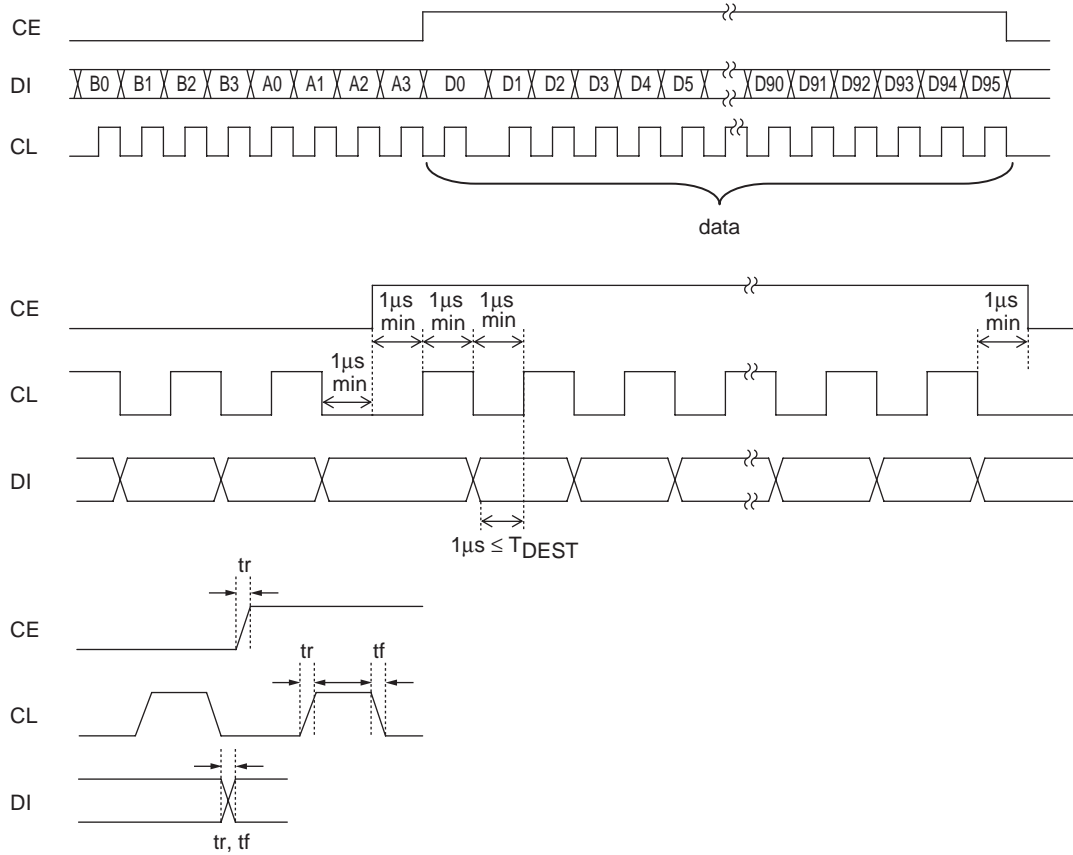 CE
DI B0 B1 B2 B3 A0 A1 A2 A3 D0 D1 D2 D3 D4 D5 D90 D91 D92 D93 D94 D95
CL
data
CE
1μs 1μs 1μs 1μs
min min min min
1μs
min
CL
DI
1μs ≤ TDEST
tr
CE
tr tf
CL
DI
tr, tf